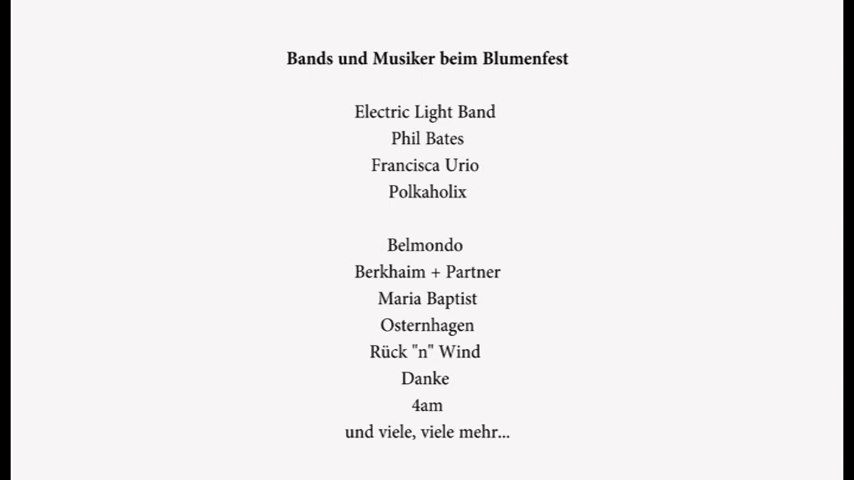 Bands und Musiker beim Blumenfest
Electric Light Band
Phil Bates
Francisca Urio
Polkaholix
Belmondo
Berkhaim + Partner
Maria Baptist
Osternhagen
Rück "n" Wind
Danke
4am
und viele, viele mehr...